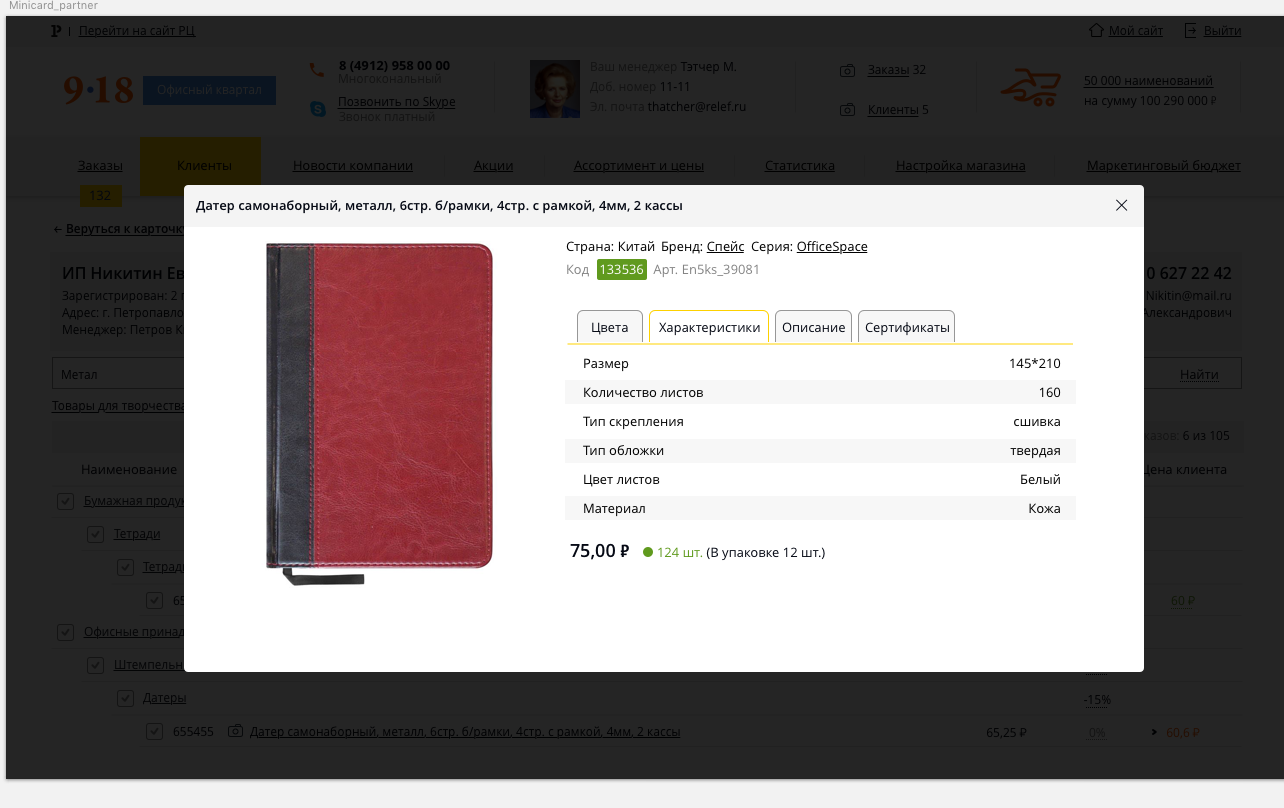 Minicard_partner
Перейти на сайт РЦ
Мой сайт
Выйти
9·18
Офисный квартал
8 (4912) 958 00 00
Многокональный
Позвонить по Skype
Звонок платный
Ваш менеджер Тэтчер М.
Доб. номер 11-11
Эл. почта thatcher@relef.ru
Заказы 32
Клиенты 5
50 000 наименований
на сумму 100 290 000 ₽
Заказы
Клиенты
Новости компании
Акции
Ассортимент и цены
Статистика
Настройка магазина
Маркетинговый бюджет
132
Датер самонаборный, металл, 6стр. б/рамки, 4стр. с рамкой, 4мм, 2 кассы
Страна: Китай Бренд: Спейс Серия: OfficeSpace
Код 133536 Арт. En5ks_39081
Цвета
Характеристики
Описание
Сертификаты
Размер 145*210
Количество листов 160
Тип скрепления сшивка
Тип обложки твердая
Цвет листов Белый
Материал Кожа
75,00 ₽ 124 шт. (В упаковке 12 шт.)
← Веруться к карточк
ИП Никитин Ев
0 627 22 42
Зарегистрирован: 2
Nikitin@mail.ru
Адрес: г. Петропавло
Александрович
Менеджер: Петров К
Метал
Найти
Товары для творчества
казов: 6 из 105
Наименование
Цена клиента
Бумажная продук
Тетради
Тетрад
65
60 ₽
Офисные принад
Штемпельн
Датеры
-15%
655455 Датер самонаборный, металл, 6стр. б/рамки, 4стр. с рамкой, 4мм, 2 кассы 65,25 ₽ 0% 60,6 ₽